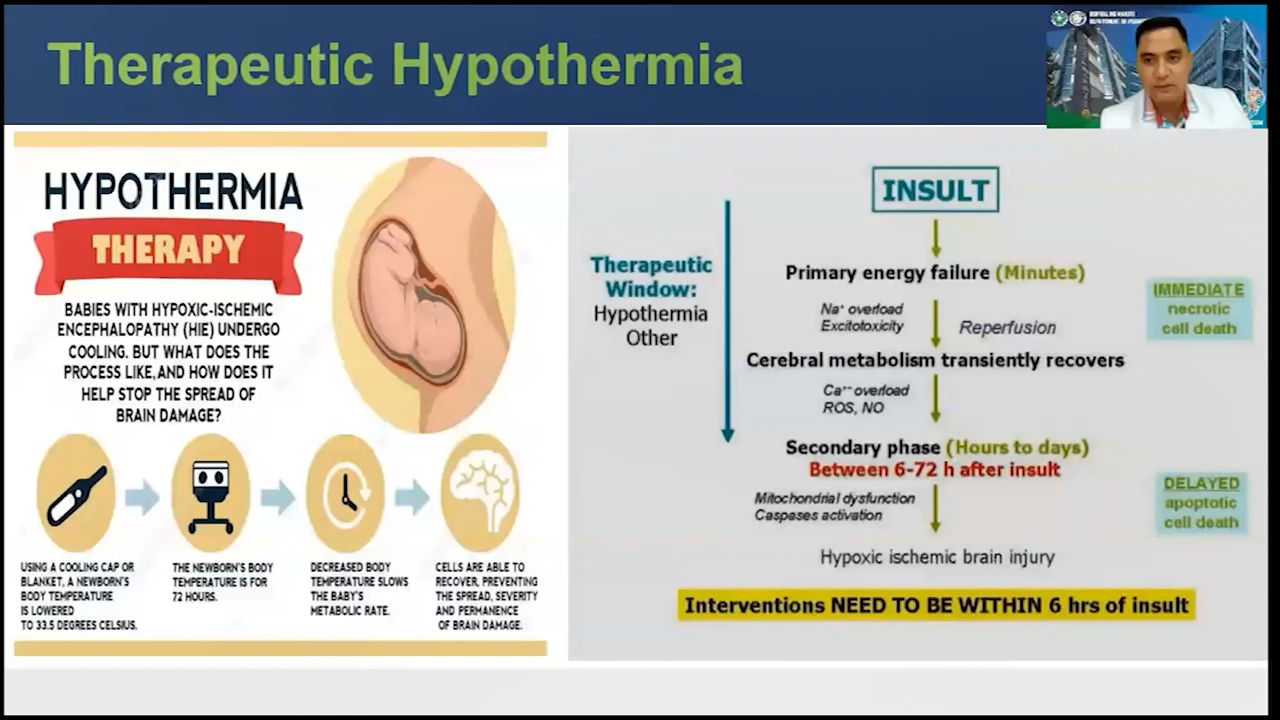 Therapeutic Hypothermia
HYPOTHERMIA
THERAPY
BABIES WITH HYPOXIC-ISCHEMIC
ENCEPHALOPATHY (HIE) UNDERGO
COOLING. BUT WHAT DOES THE
PROCESS LIKE, AND HOW DOES IT
HELP STOP THE SPREAD OF
BRAIN DAMAGE?
USING A COOLING CAP OR
BLANKET, A NEWBORN'S
BODY TEMPERATURE
IS LOWERED
TO 33.5 DEGREES CELSIUS.
THE NEWBORN'S BODY
TEMPERATURE IS FOR
72 HOURS.
DECREASED BODY
TEMPERATURE SLOWS
THE BABY'S
METABOLIC RATE.
CELLS ARE ABLE TO
RECOVER, PREVENTING
THE SPREAD, SEVERITY
AND PERMANENCE
OF BRAIN DAMAGE.
INSULT
Therapeutic
Window:
Hypothermia
Other
Primary energy failure (Minutes)
Na⁺ overload
Excitotoxicity
Reperfusion
IMMEDIATE
necrotic
cell death
Cerebral metabolism transiently recovers
Ca⁺⁺ overload
ROS, NO
Secondary phase (Hours to days)
Between 6-72 h after insult
Mitochondrial dysfunction
Caspases activation
DELAYED
apoptotic
cell death
Hypoxic ischemic brain injury
Interventions NEED TO BE WITHIN 6 hrs of insult